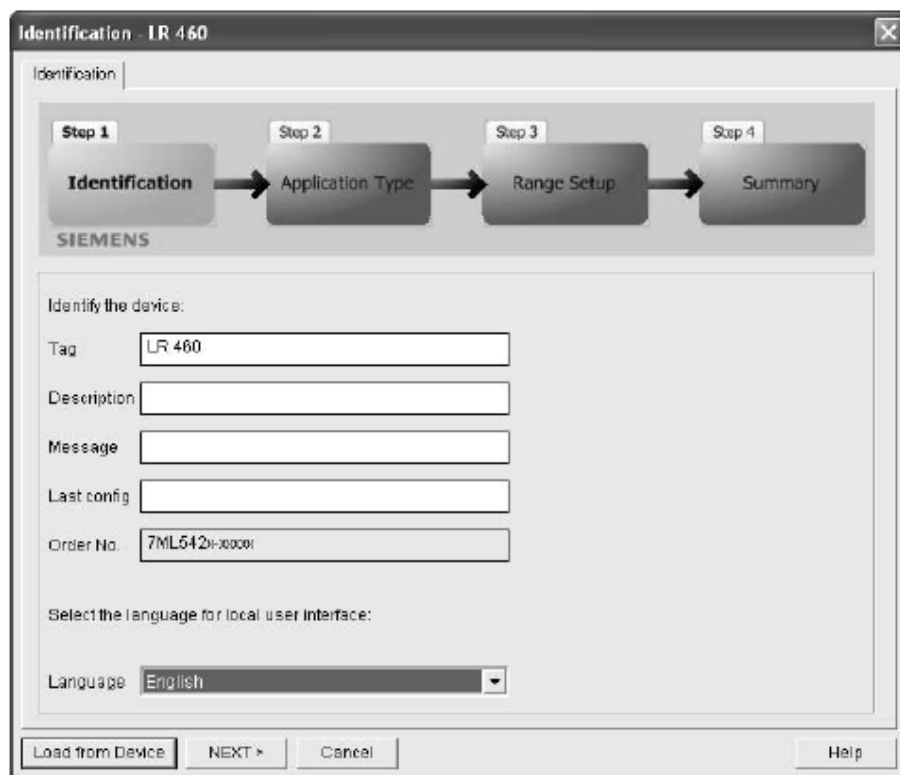 Identification - LR 460
Identification
Step 1
Step 2
Step 3
Step 4
Identification
Application Type
Range Setup
Summary
SIEMENS
Identify the device:
Tag
LR 460
Description
Message
Last config
Order No.
7ML542
Select the language for local user interface:
Language
English
Load from Device
NEXT >
Cancel
Help